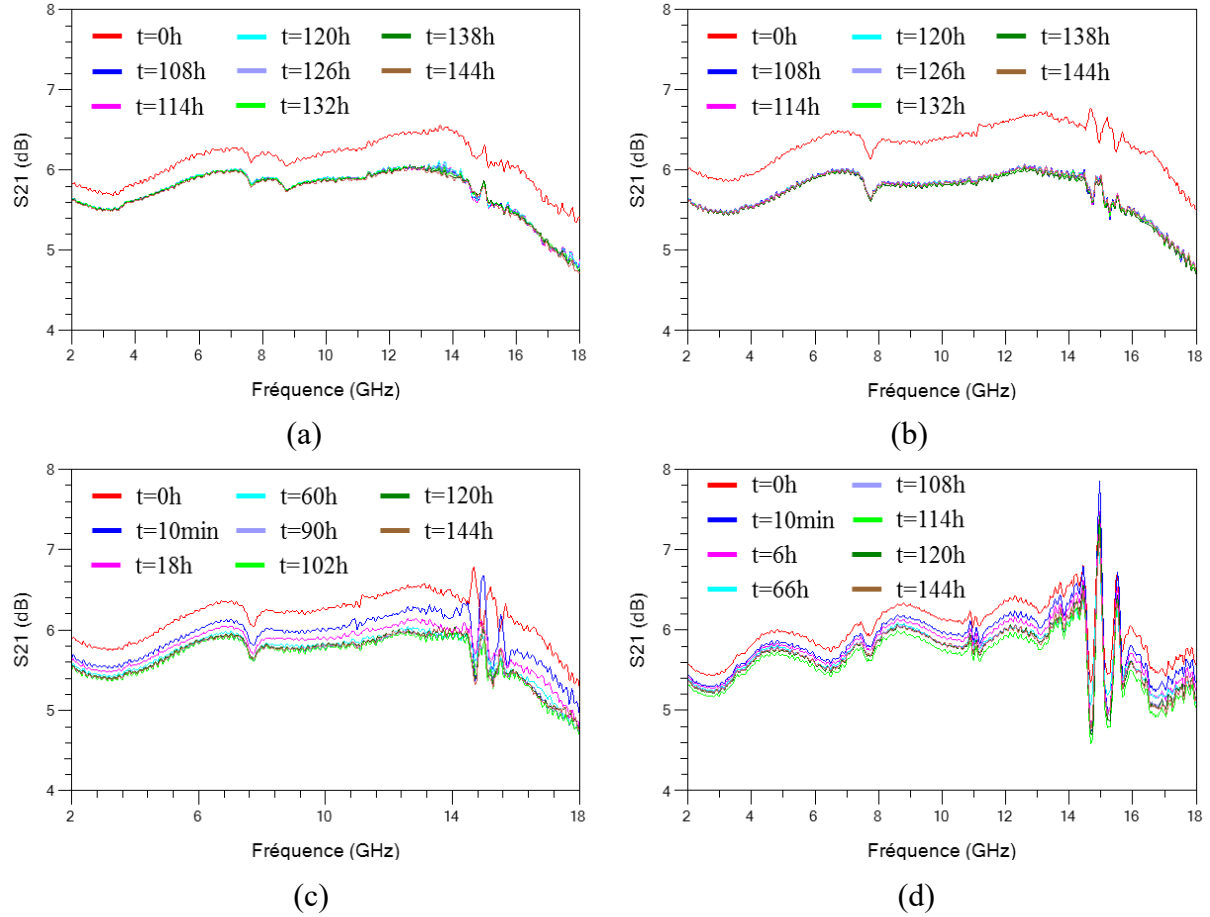 8
7
6
5
4
S21 (dB)
t=0h t=120h t=138h
t=108h t=126h t=144h
t=114h t=132h
2 4 6 8 10 12 14 16 18
Fréquence (GHz)
(a)
8
7
6
5
4
S21 (dB)
t=0h t=120h t=138h
t=108h t=126h t=144h
t=114h t=132h
2 4 6 8 10 12 14 16 18
Fréquence (GHz)
(b)
8
7
6
5
4
S21 (dB)
t=0h t=60h t=120h
t=10min t=90h t=144h
t=18h t=102h
2 6 10 14 18
Fréquence (GHz)
(c)
8
7
6
5
4
S21 (dB)
t=0h t=108h
t=10min t=114h
t=6h t=120h
t=66h t=144h
2 4 6 8 10 12 14 16 18
Fréquence (GHz)
(d)